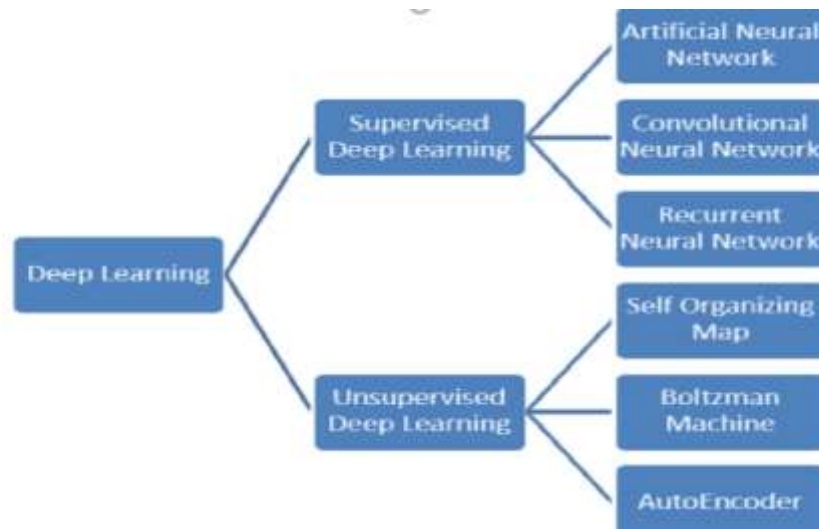 Artificial Neural
Network
Supervised
Deep Learning
Convolutional
Neural Network
Recurrent
Neural Network
Deep Learning
Self Organizing
Map
Unsupervised
Deep Learning
Boltzman
Machine
AutoEncoder